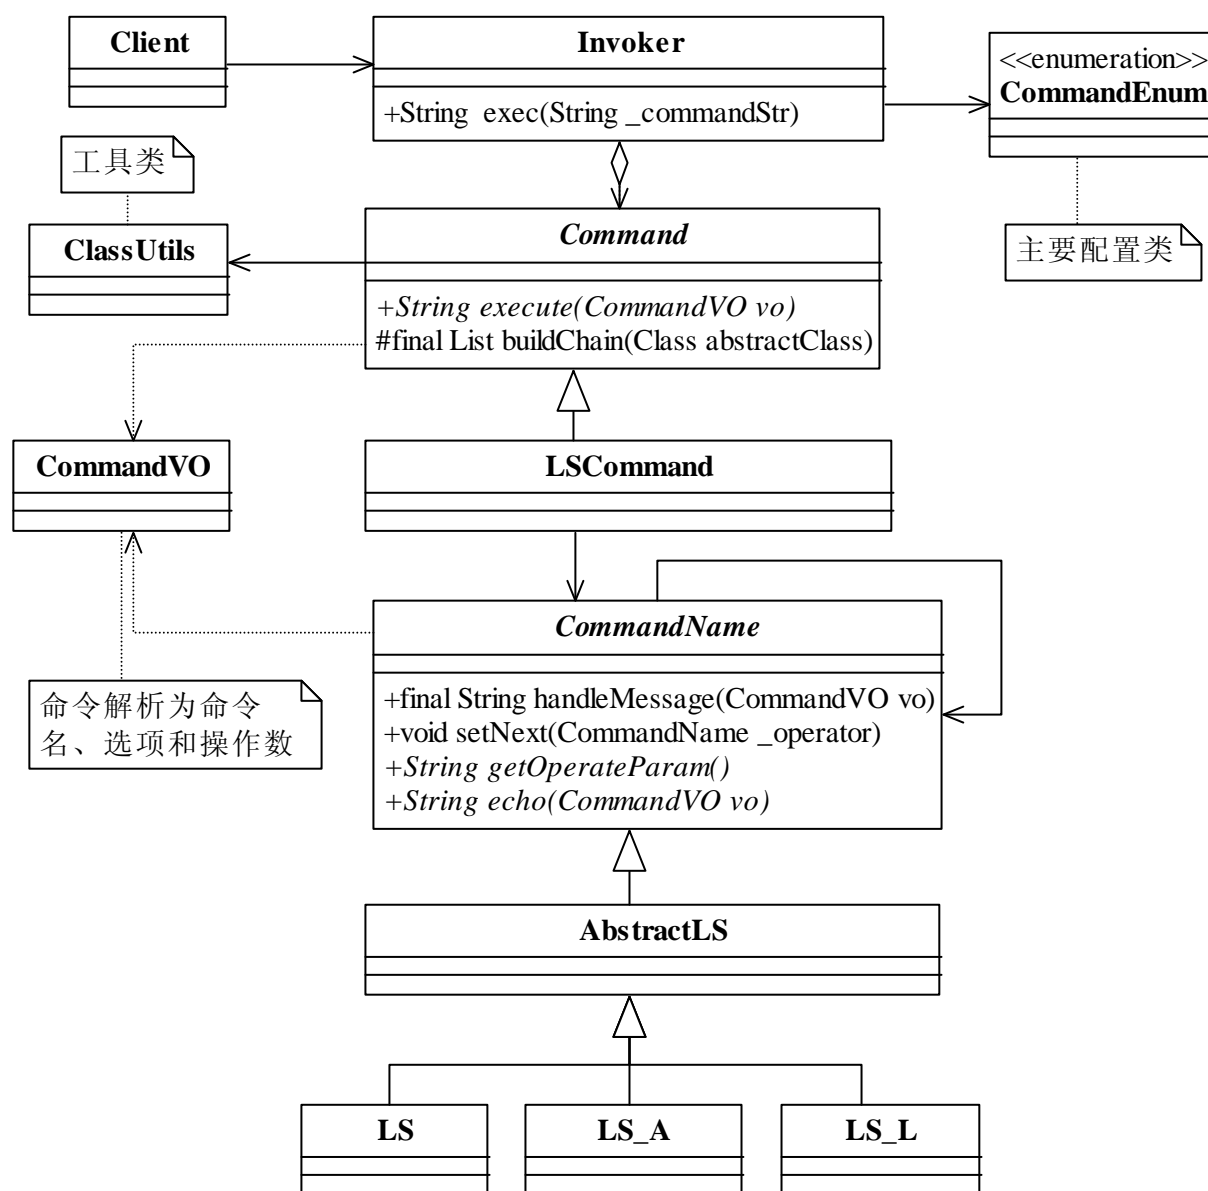 Client
Invoker
+String exec(String _commandStr)
<<enumeration>>
CommandEnum
工具类
主要配置类
ClassUtils
Command
+String execute(CommandVO vo)
#final List buildChain(Class abstractClass)
CommandVO
LSCommand
CommandName
+final String handleMessage(CommandVO vo)
+void setNext(CommandName _operator)
+String getOperateParam()
+String echo(CommandVO vo)
命令解析为命令
名、选项和操作数
AbstractLS
LS
LS_A
LS_L